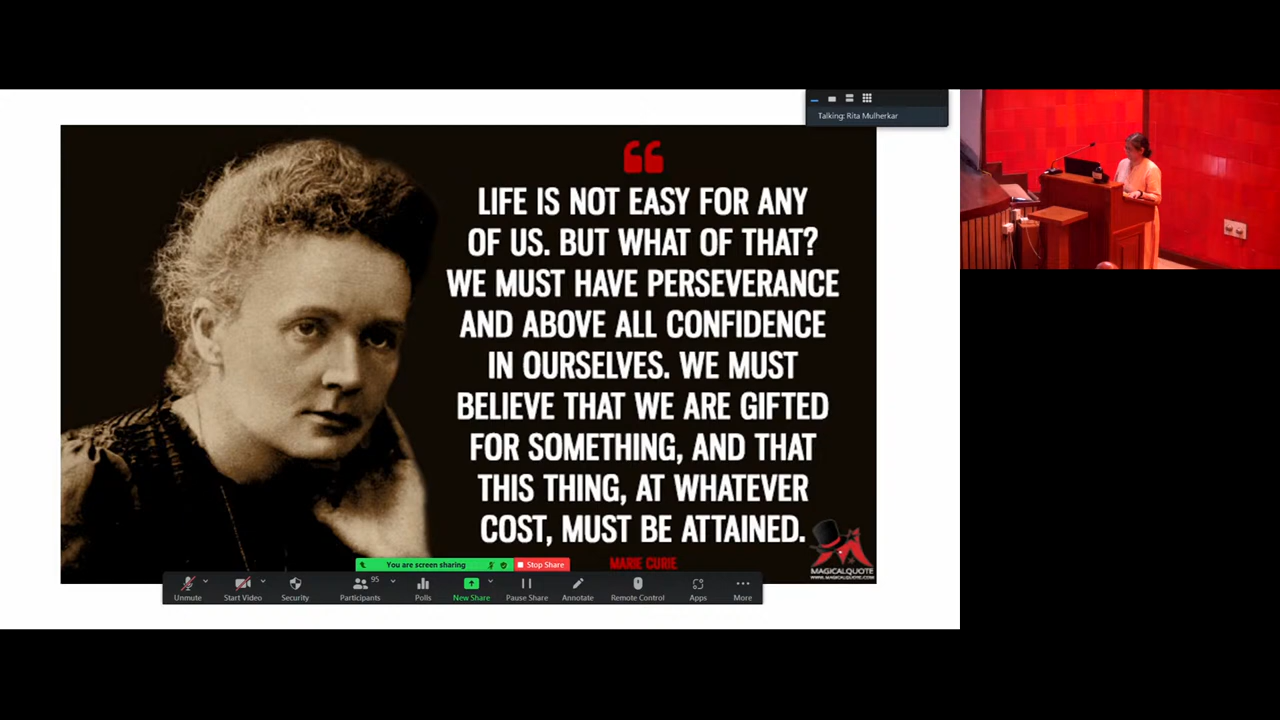 Talking: Rita Mulherkar
LIFE IS NOT EASY FOR ANY
OF US. BUT WHAT OF THAT?
WE MUST HAVE PERSEVERANCE
AND ABOVE ALL CONFIDENCE
IN OURSELVES. WE MUST
BELIEVE THAT WE ARE GIFTED
FOR SOMETHING, AND THAT
THIS THING, AT WHATEVER
COST, MUST BE ATTAINED.
MARIE CURIE
MAGICALQUOTE
WWW.MAGICALQUOTE.COM
You are screen sharing
Stop Share
95
Unmute
Start Video
Security
Participants
Polls
New Share
Pause Share
Annotate
Remote Control
Apps
More